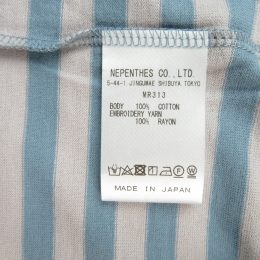 NEPENTHES CO., LTD.
5-44-1 JINGUMAE SHIBUYA TOKYO
MR313
BODY 100% COTTON
EMBROIDERY YARN
100% RAYON
MADE IN JAPAN